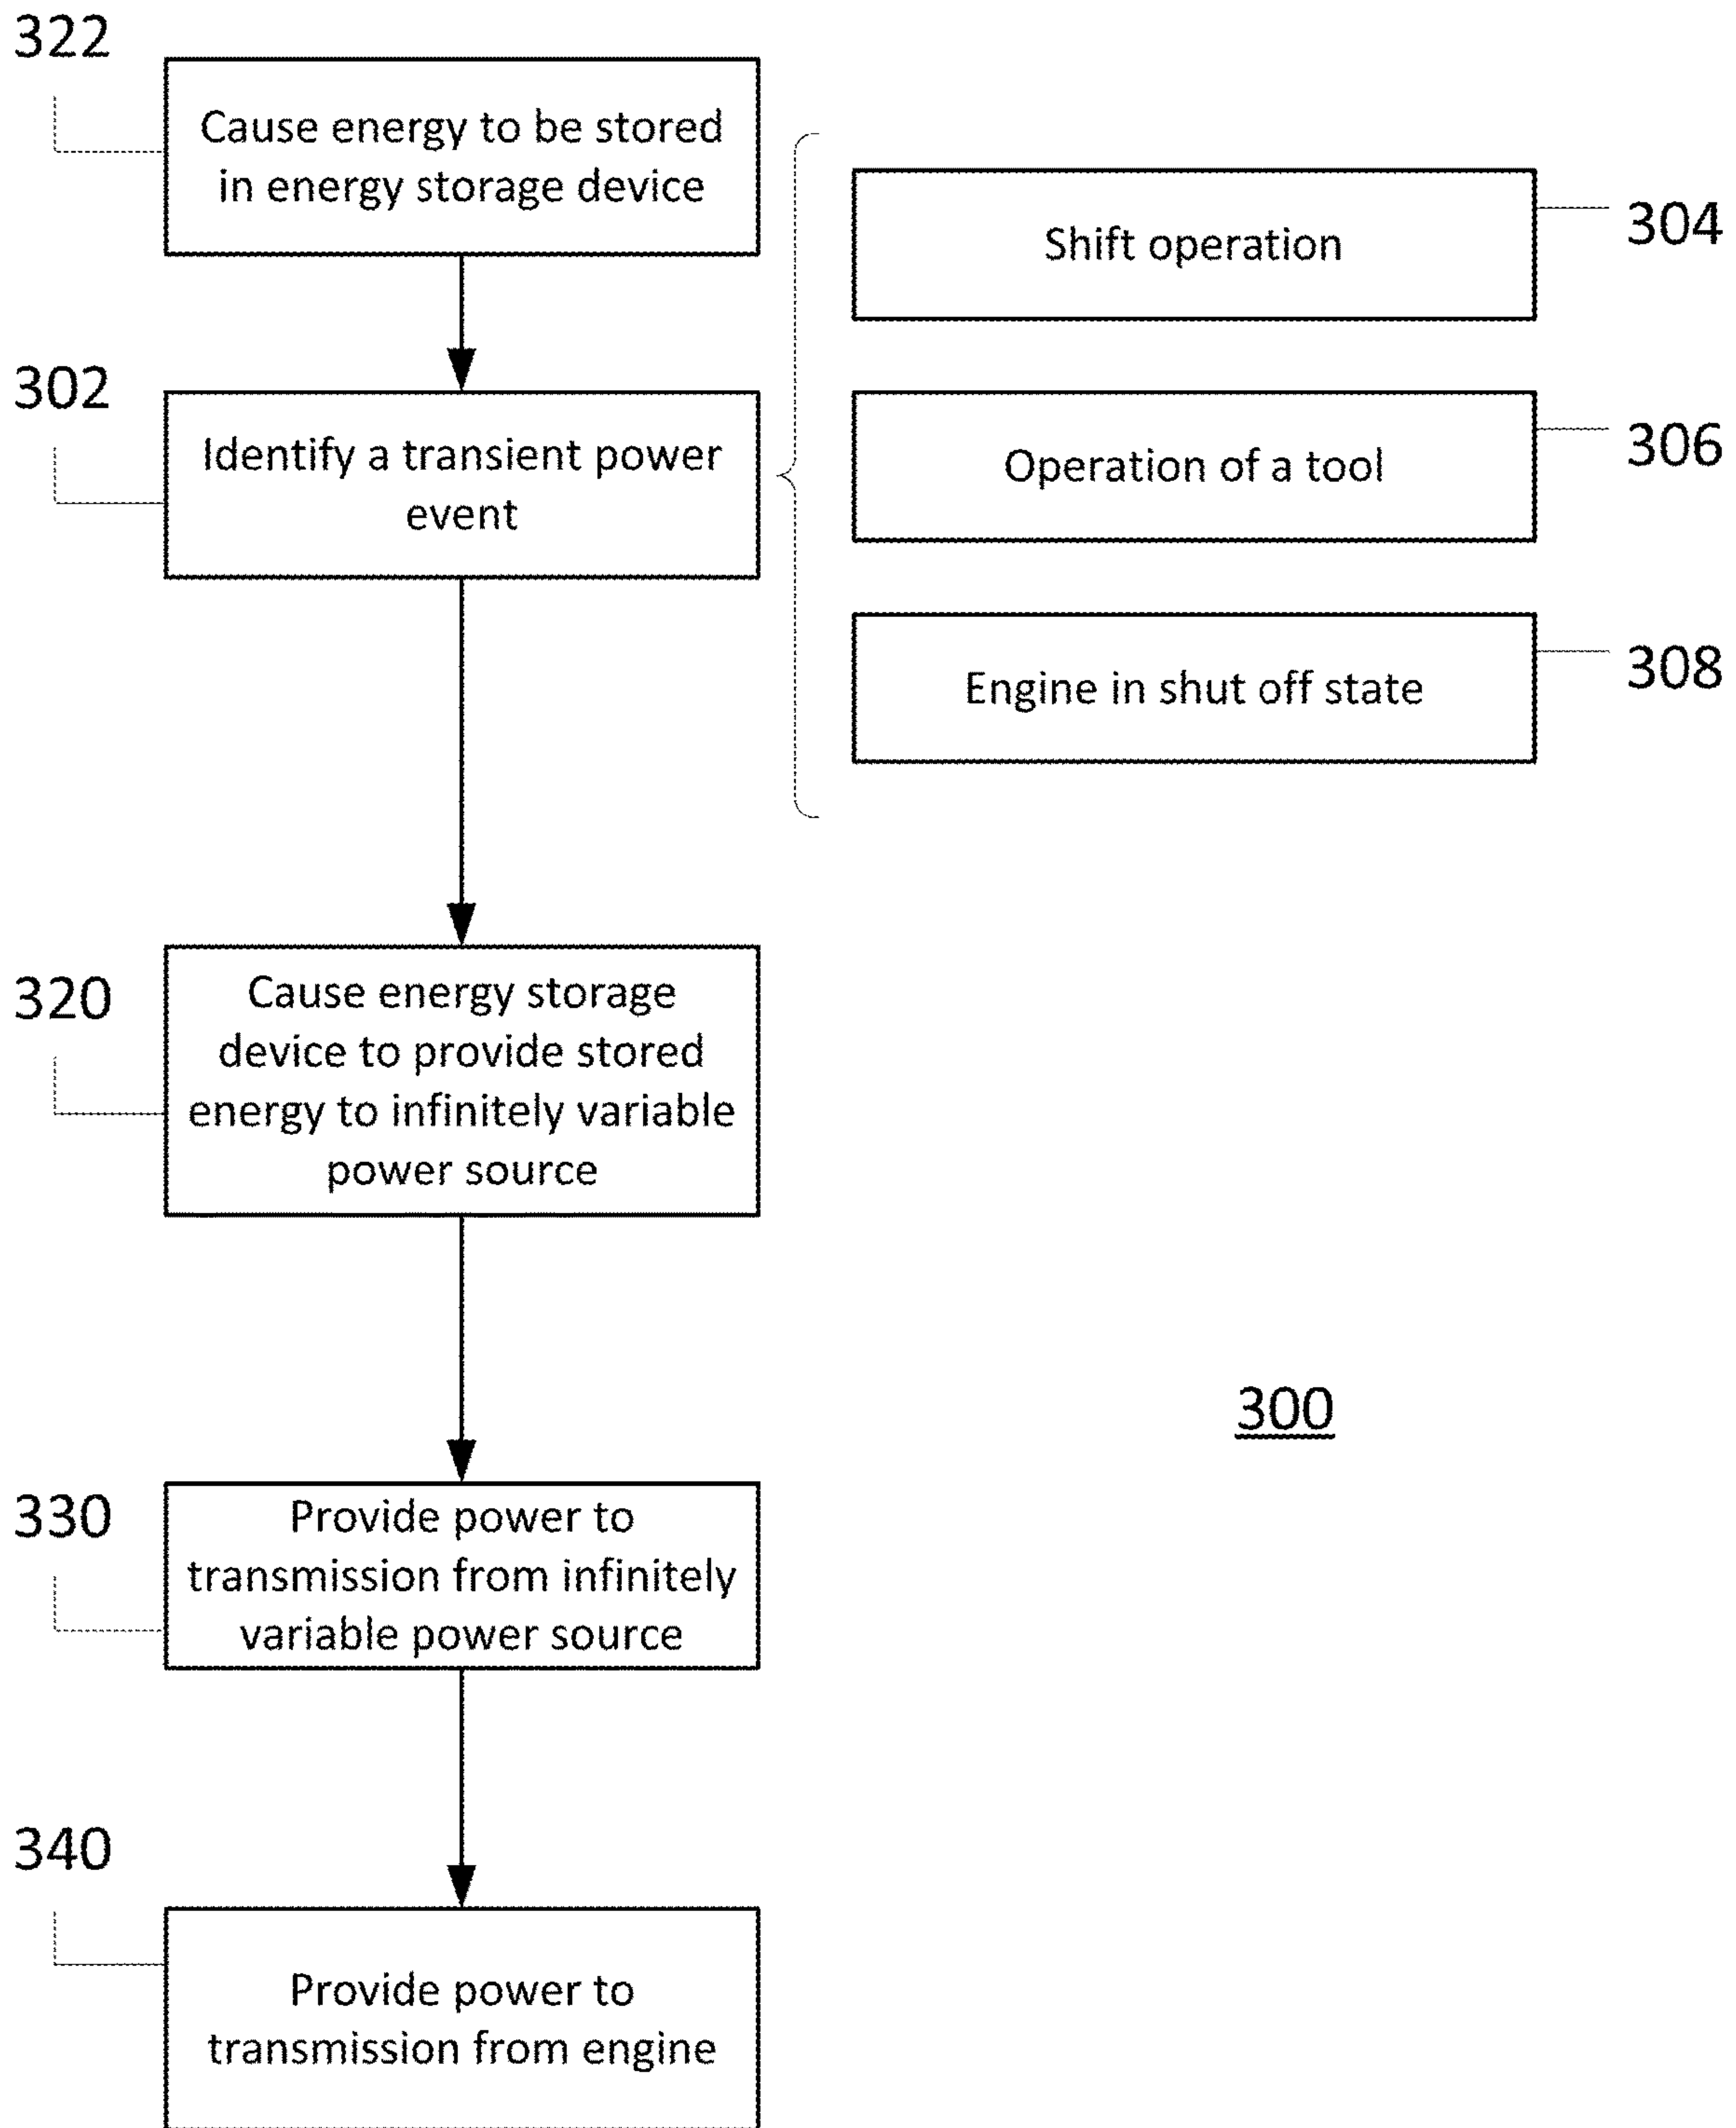 322
Cause energy to be stored
in energy storage device
304
Shift operation
302
Identify a transient power
event
306
Operation of a tool
308
Engine in shut off state
320
Cause energy storage
device to provide stored
energy to infinitely variable
power source
300
330
Provide power to
transmission from infinitely
variable power source
340
Provide power to
transmission from engine